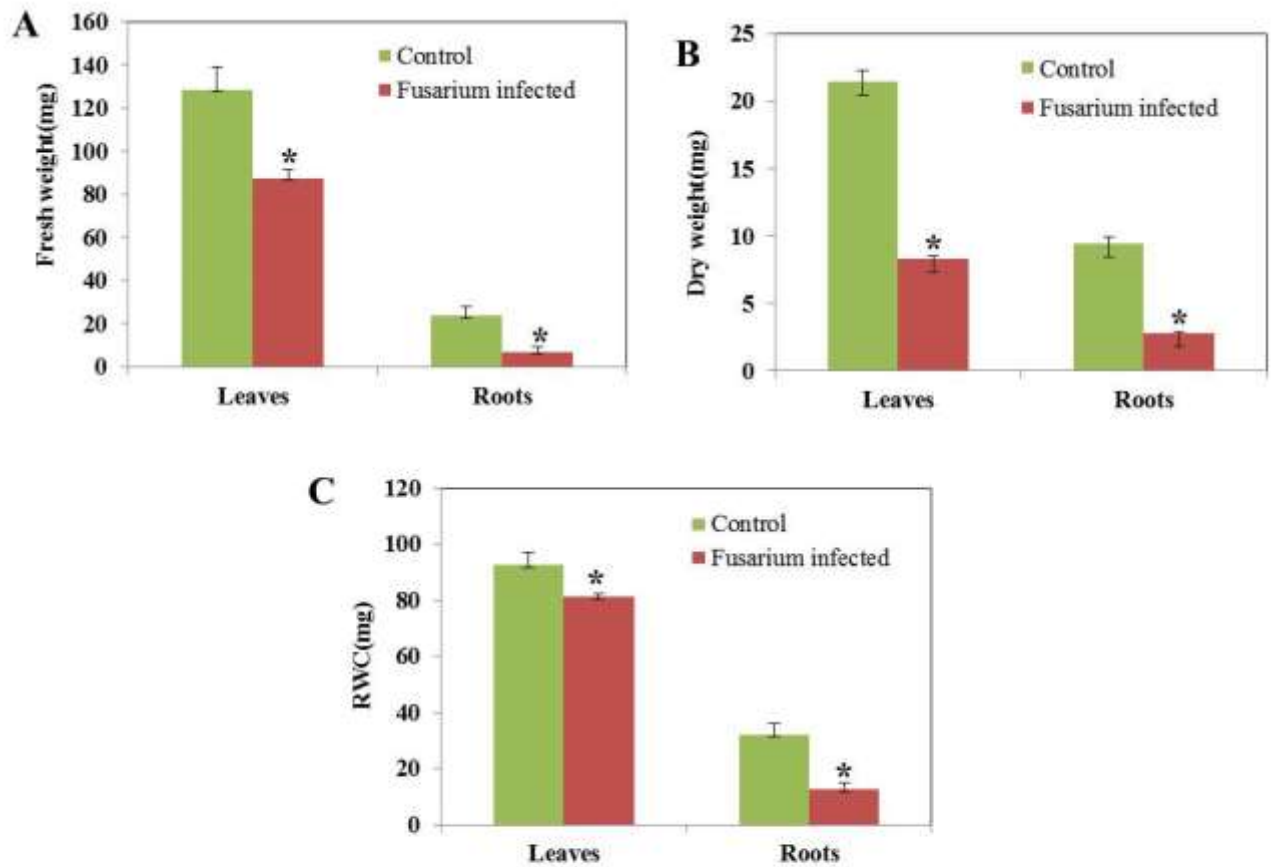 A
Fresh weight(mg)
160
140
120
100
80
60
40
20
0
Control
Fusarium infected
*
*
Leaves Roots
B
Dry weight(mg)
25
20
15
10
5
0
Control
Fusarium infected
*
*
Leaves Roots
C
RWC(mg)
120
100
80
60
40
20
0
Control
Fusarium infected
*
*
Leaves Roots